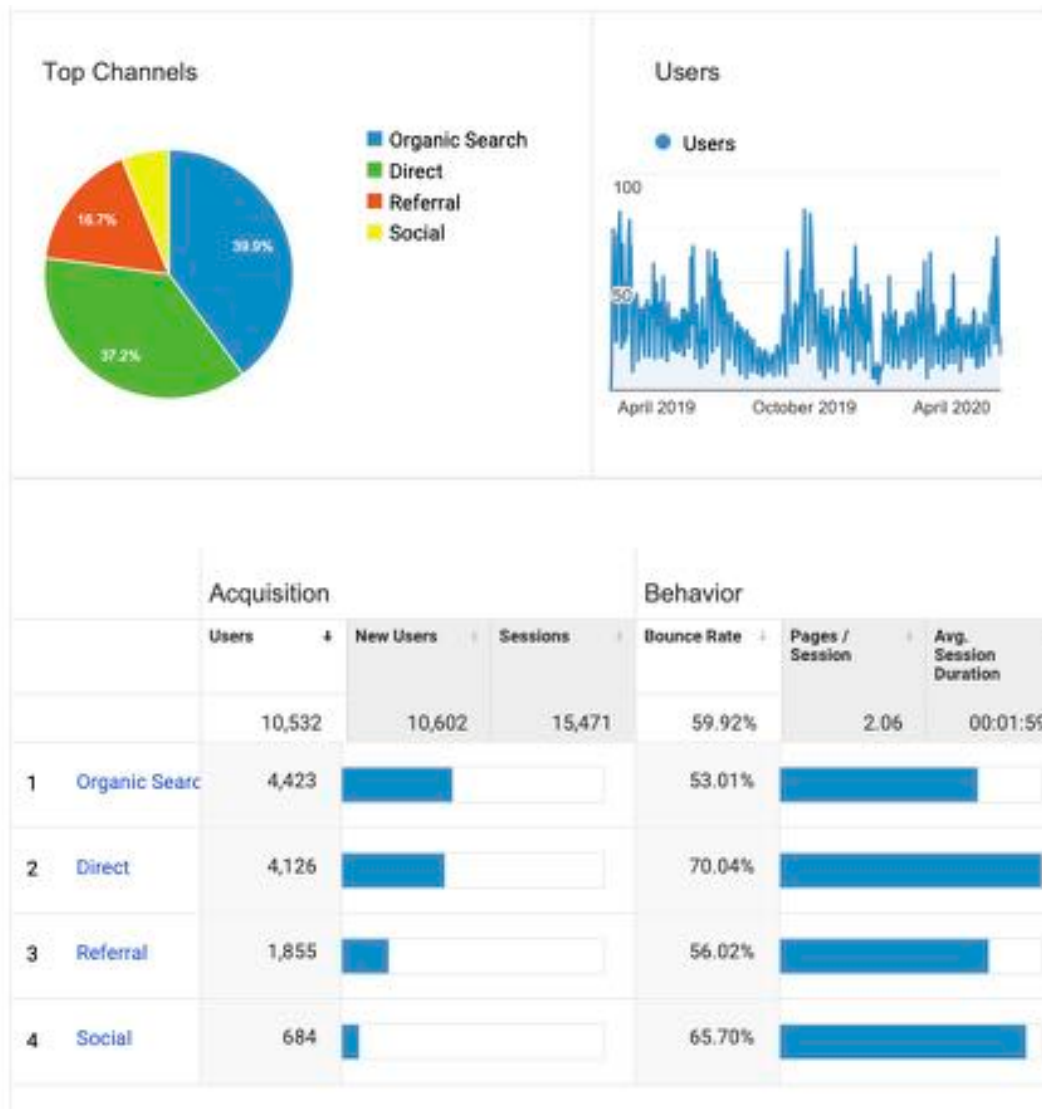 Top Channels
Organic Search
Direct
Referral
Social
39.9%
37.2%
16.7%
Users
Users
100
50
April 2019 October 2019 April 2020
Acquisition Behavior
Users New Users Sessions Bounce Rate Pages / Session Avg. Session Duration
10,532 10,602 15,471 59.92% 2.06 00:01:59
1 Organic Searc 4,423 53.01%
2 Direct 4,126 70.04%
3 Referral 1,855 56.02%
4 Social 684 65.70%